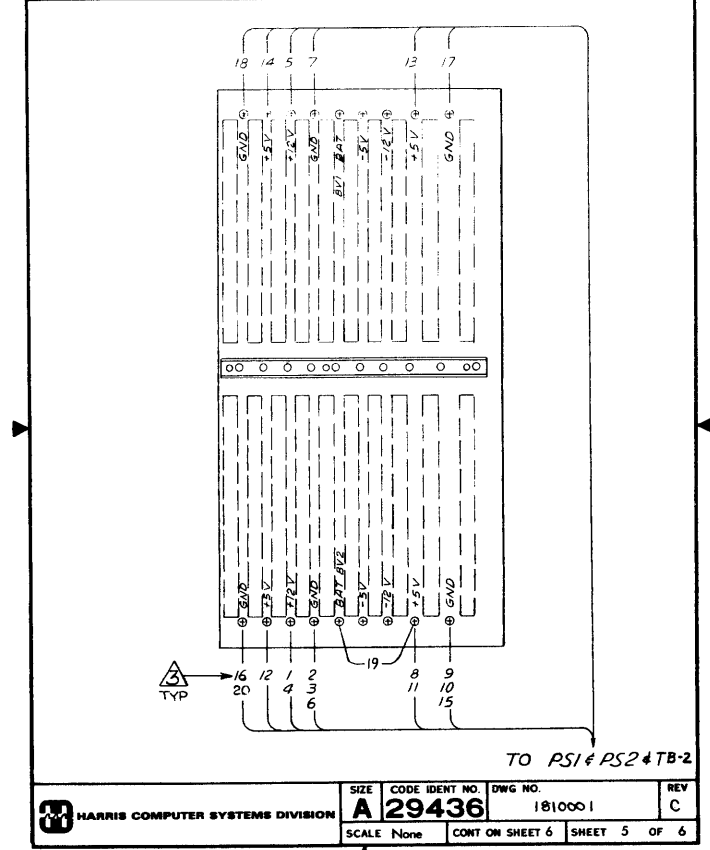 18 14 5 7 13 17
GND +5V +12V GND BV1 BAT -5V -12V +5V GND
GND +5V +12V GND BAT BV2 -5V -12V +5V GND
19
3 16 12 1 2 8 9
TYP 20 4 3 11 10
6 15
TO PS1 & PS2 & TB-2
HARRIS COMPUTER SYSTEMS DIVISION
SIZE CODE IDENT NO. DWG NO. REV
A 29436 1810001 C
SCALE None CONT ON SHEET 6 SHEET 5 OF 6